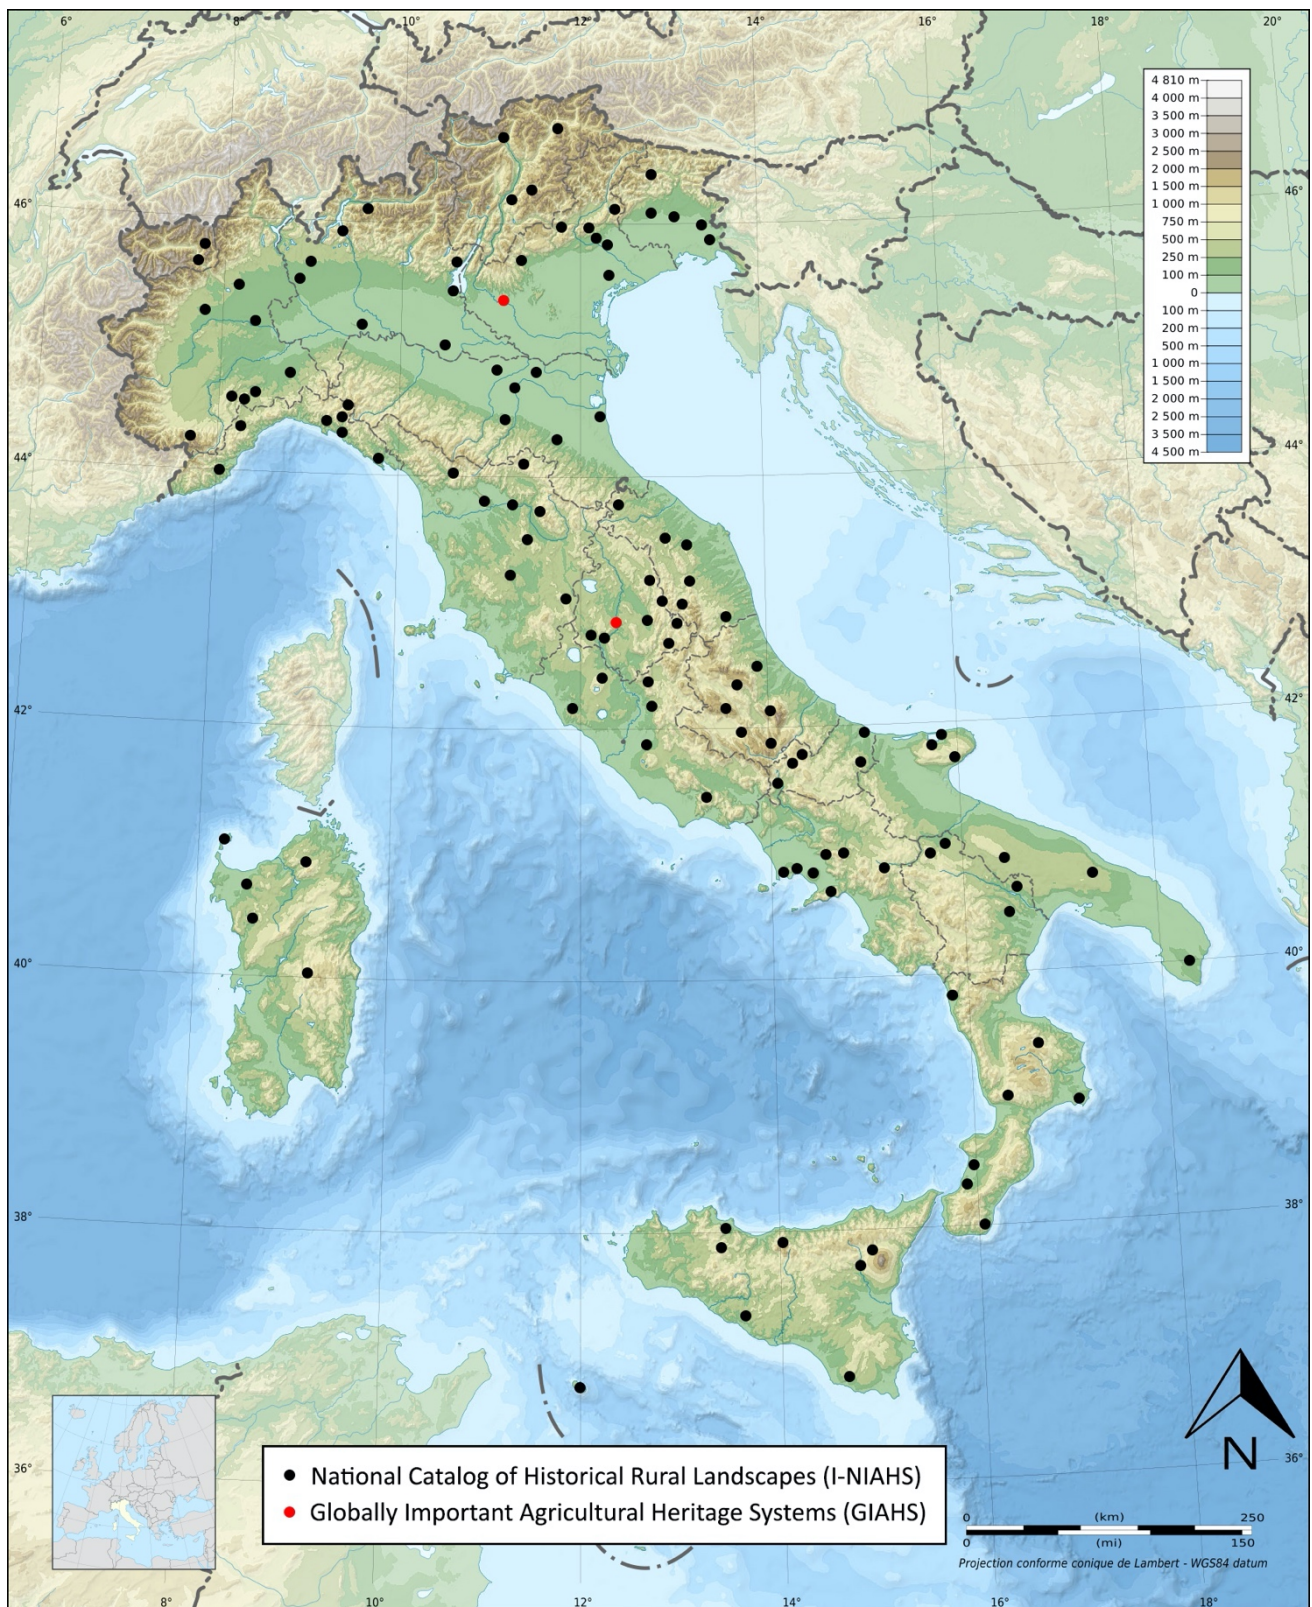 6°
8°
10°
12°
14°
16°
18°
20°
4 810 m
4 000 m
3 500 m
3 000 m
2 500 m
2 000 m
1 500 m
1 000 m
750 m
500 m
250 m
100 m
0
100 m
200 m
500 m
1 000 m
1 500 m
2 000 m
2 500 m
3 500 m
4 500 m
46°
46°
44°
44°
42°
42°
40°
40°
38°
38°
36°
36°
N
National Catalog of Historical Rural Landscapes (I-NIAHS)
Globally Important Agricultural Heritage Systems (GIAHS)
0 (km) 250
0 (mi) 150
Projection conforme conique de Lambert - WGS84 datum
8°
10°
12°
14°
16°
18°